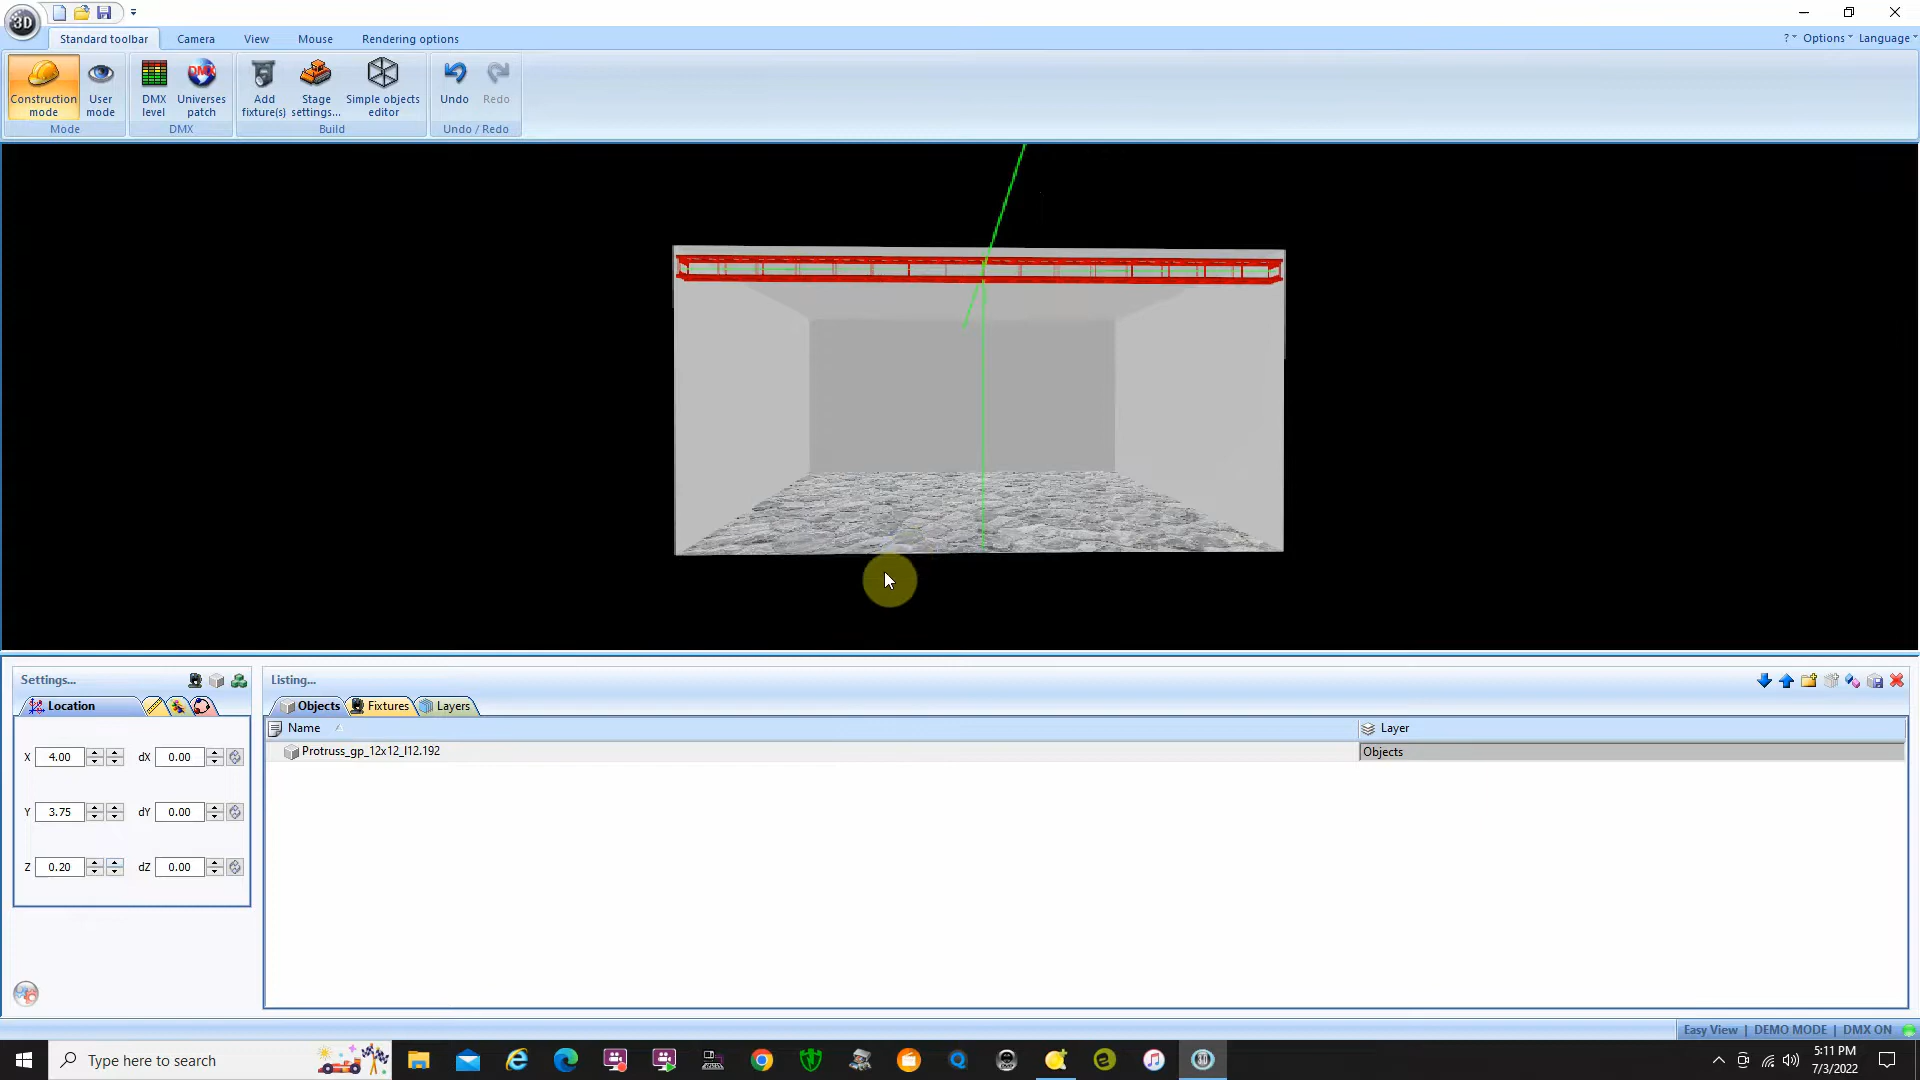 3D
Standard toolbar Camera View Mouse Rendering options
? Options Language
Construction mode
User mode
DMX level
DMX
Universes patch
Add fixture(s)
Stage settings...
Simple objects editor
Undo
Redo
Mode DMX Build Undo / Redo
Settings...
Location
X 4.00 dX 0.00
Y 3.75 dY 0.00
Z 0.20 dZ 0.00
Listing...
Objects Fixtures Layers
Name Layer
Protruss_gp_12x12_l12.192 Objects
Easy View DEMO MODE DMX ON
Type here to search
5:11 PM
7/3/2022